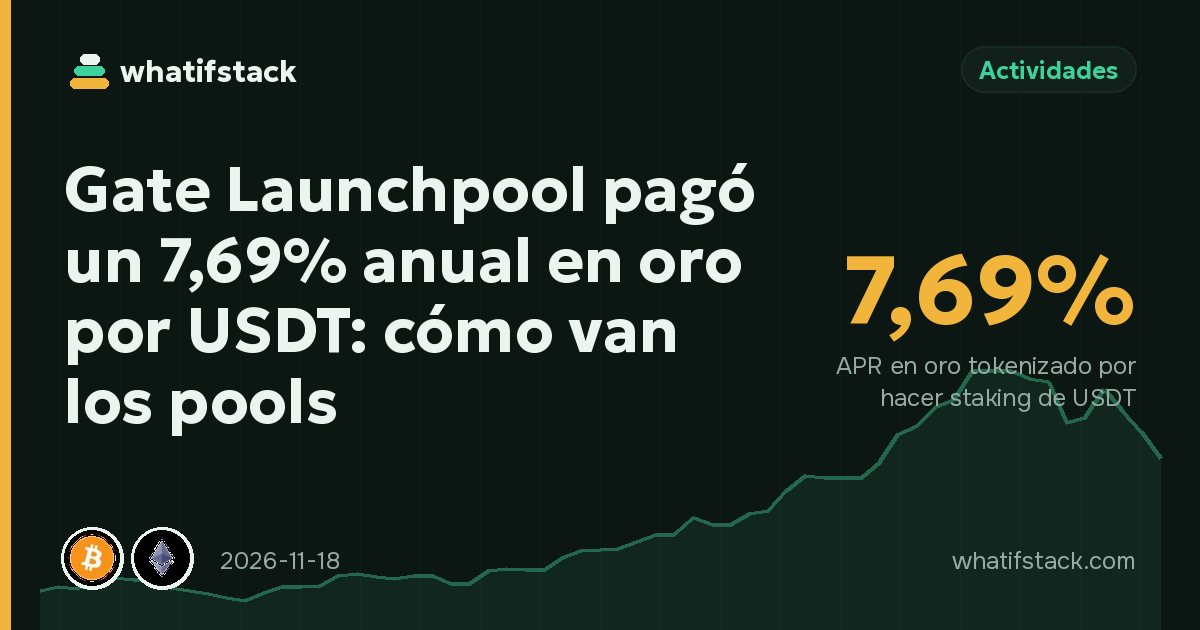 whatifstack
Actividades
Gate Launchpool pagó
un 7,69% anual en oro
por USDT: cómo van
los pools
7,69%
APR en oro tokenizado por
hacer staking de USDT
2026-11-18
whatifstack.com